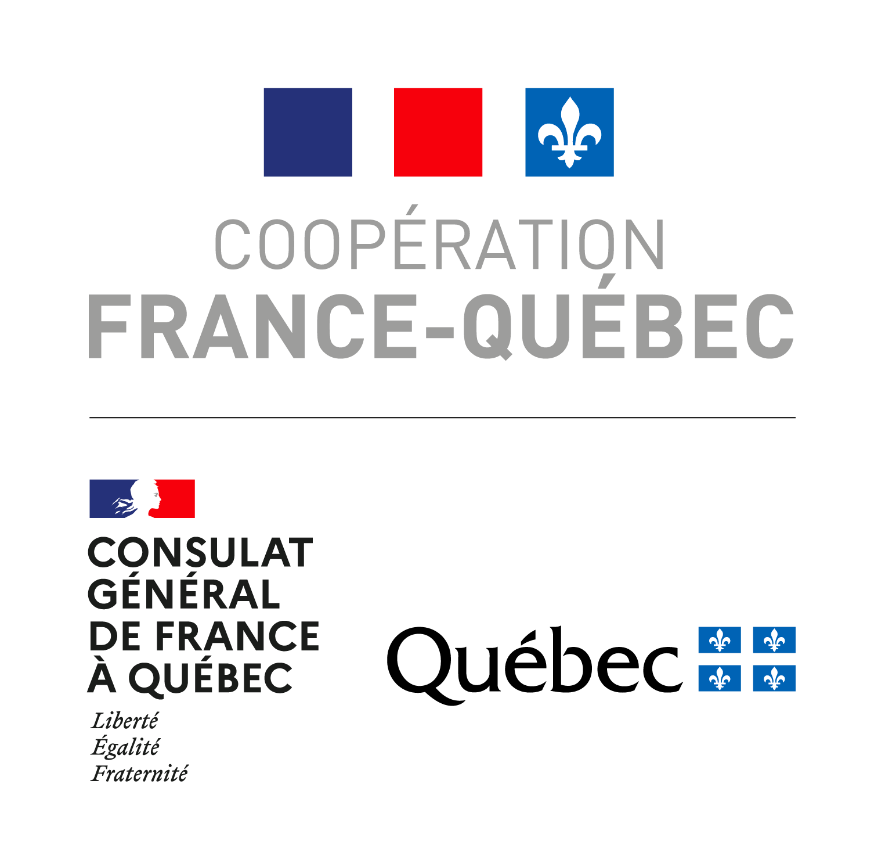 COOPÉRATION
FRANCE-QUÉBEC
CONSULAT
GÉNÉRAL
DE FRANCE
À QUÉBEC
Liberté
Égalité
Fraternité
Québec